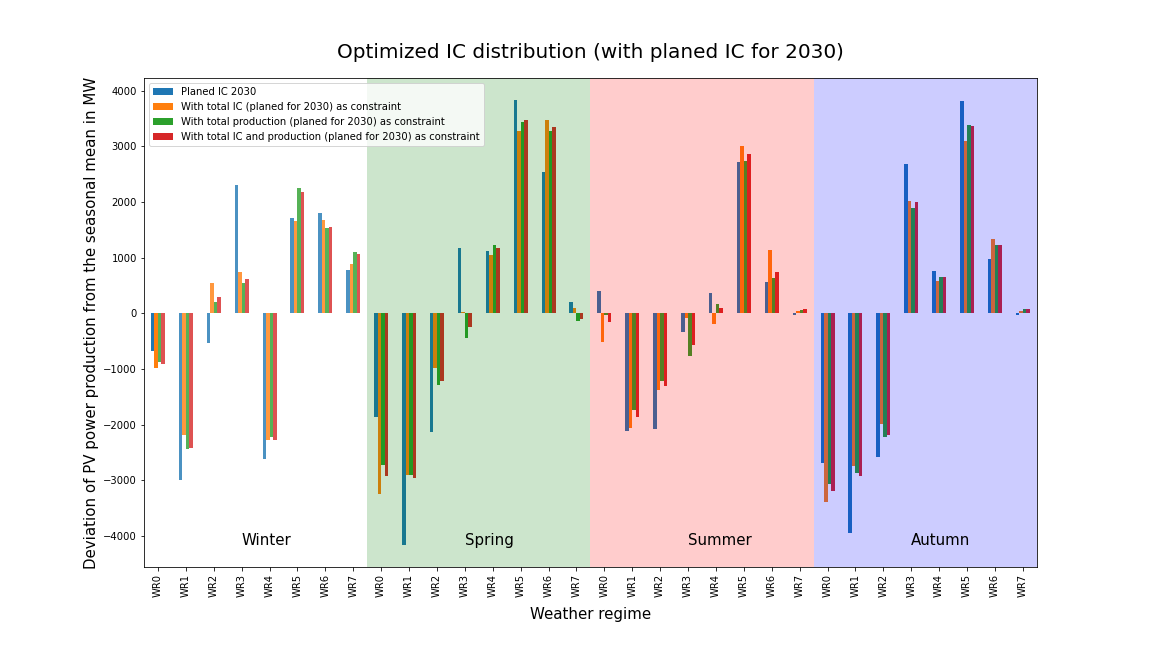 Optimized IC distribution (with planed IC for 2030)
Deviation of PV power production from the seasonal mean in MW
4000
3000
2000
1000
0
−1000
−2000
−3000
−4000
Planed IC 2030
With total IC (planed for 2030) as constraint
With total production (planed for 2030) as constraint
With total IC and production (planed for 2030) as constraint
Winter Spring Summer Autumn
WR0 WR1 WR2 WR3 WR4 WR5 WR6 WR7 WR0 WR1 WR2 WR3 WR4 WR5 WR6 WR7 WR0 WR1 WR2 WR3 WR4 WR5 WR6 WR7 WR0 WR1 WR2 WR3 WR4 WR5 WR6 WR7
Weather regime